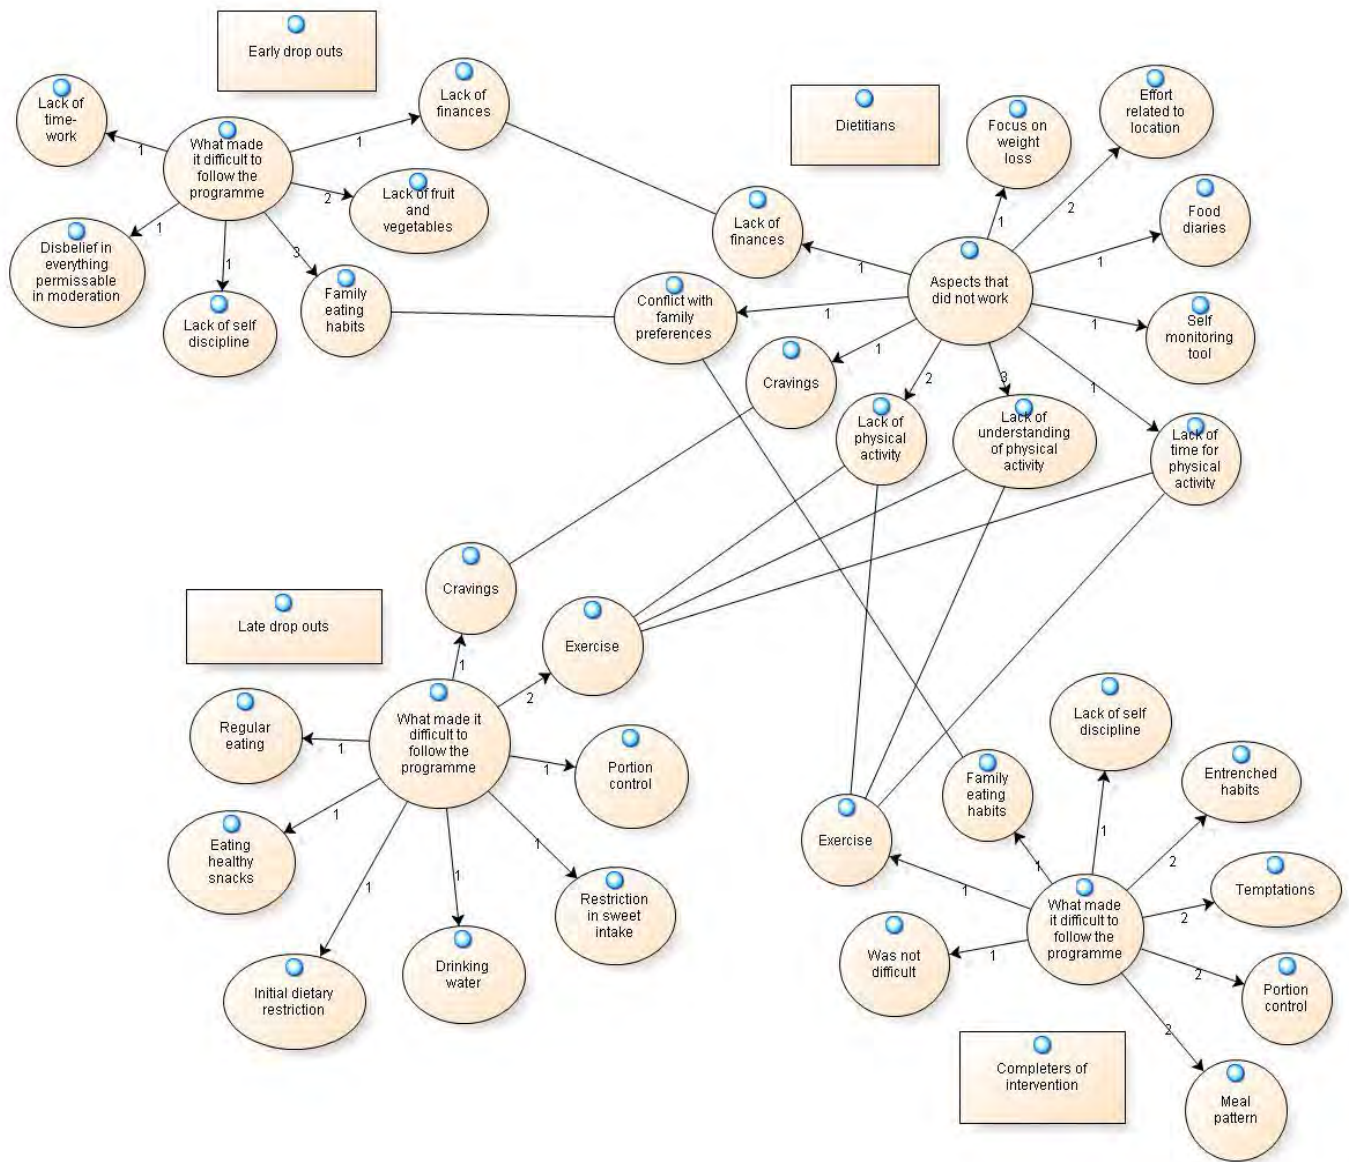 Early drop outs
Lack of
time-
work
1
What made
it difficult to
follow the
programme
1
Lack of
finances
2
Lack of fruit
and
vegetables
1
Disbelief in
everything
permissable
in moderation
1
Lack of self
discipline
3
Family
eating
habits
Dietitians
Focus on
weight
loss
1
Effort
related to
location
2
Food
diaries
1
Lack of
finances
1
Aspects that
did not work
Conflict with
family
preferences
1
Self
monitoring
tool
1
Cravings
1
2
Lack of
physical
activity
3
Lack of
understanding
of physical
activity
1
Lack of
time for
physical
activity
Late drop outs
Cravings
1
Exercise
2
Regular
eating
1
What made it
difficult to
follow the
programme
1
Portion
control
Eating
healthy
snacks
1
1
Initial dietary
restriction
1
Drinking
water
1
Restriction
in sweet
intake
Lack of self
discipline
1
Family
eating
habits
1
Entrenched
habits
2
Exercise
1
What made
it difficult to
follow the
programme
2
Temptations
Was not
difficult
1
2
Portion
control
2
Meal
pattern
Completers of
intervention